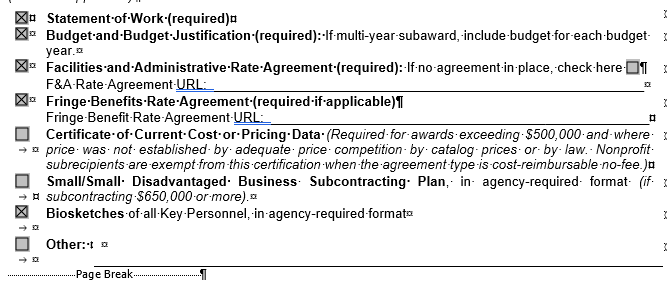 ☒ Statement of Work (required)
☒ Budget and Budget Justification (required): If multi-year subaward, include budget for each budget
year.
☒ Facilities and Administrative Rate Agreement (required): If no agreement in place, check here ☐
F&A Rate Agreement URL:
☒ Fringe Benefits Rate Agreement (required if applicable)
Fringe Benefit Rate Agreement URL:
☐ Certificate of Current Cost or Pricing Data (Required for awards exceeding $500,000 and where
price was not established by adequate price competition by catalog prices or by law. Nonprofit
subrecipients are exempt from this certification when the agreement type is cost-reimbursable no-fee.)
☐ Small/Small Disadvantaged Business Subcontracting Plan, in agency-required format (if
subcontracting $650,000 or more).
☒ Biosketches of all Key Personnel, in agency-required format
☐ Other:
Page Break